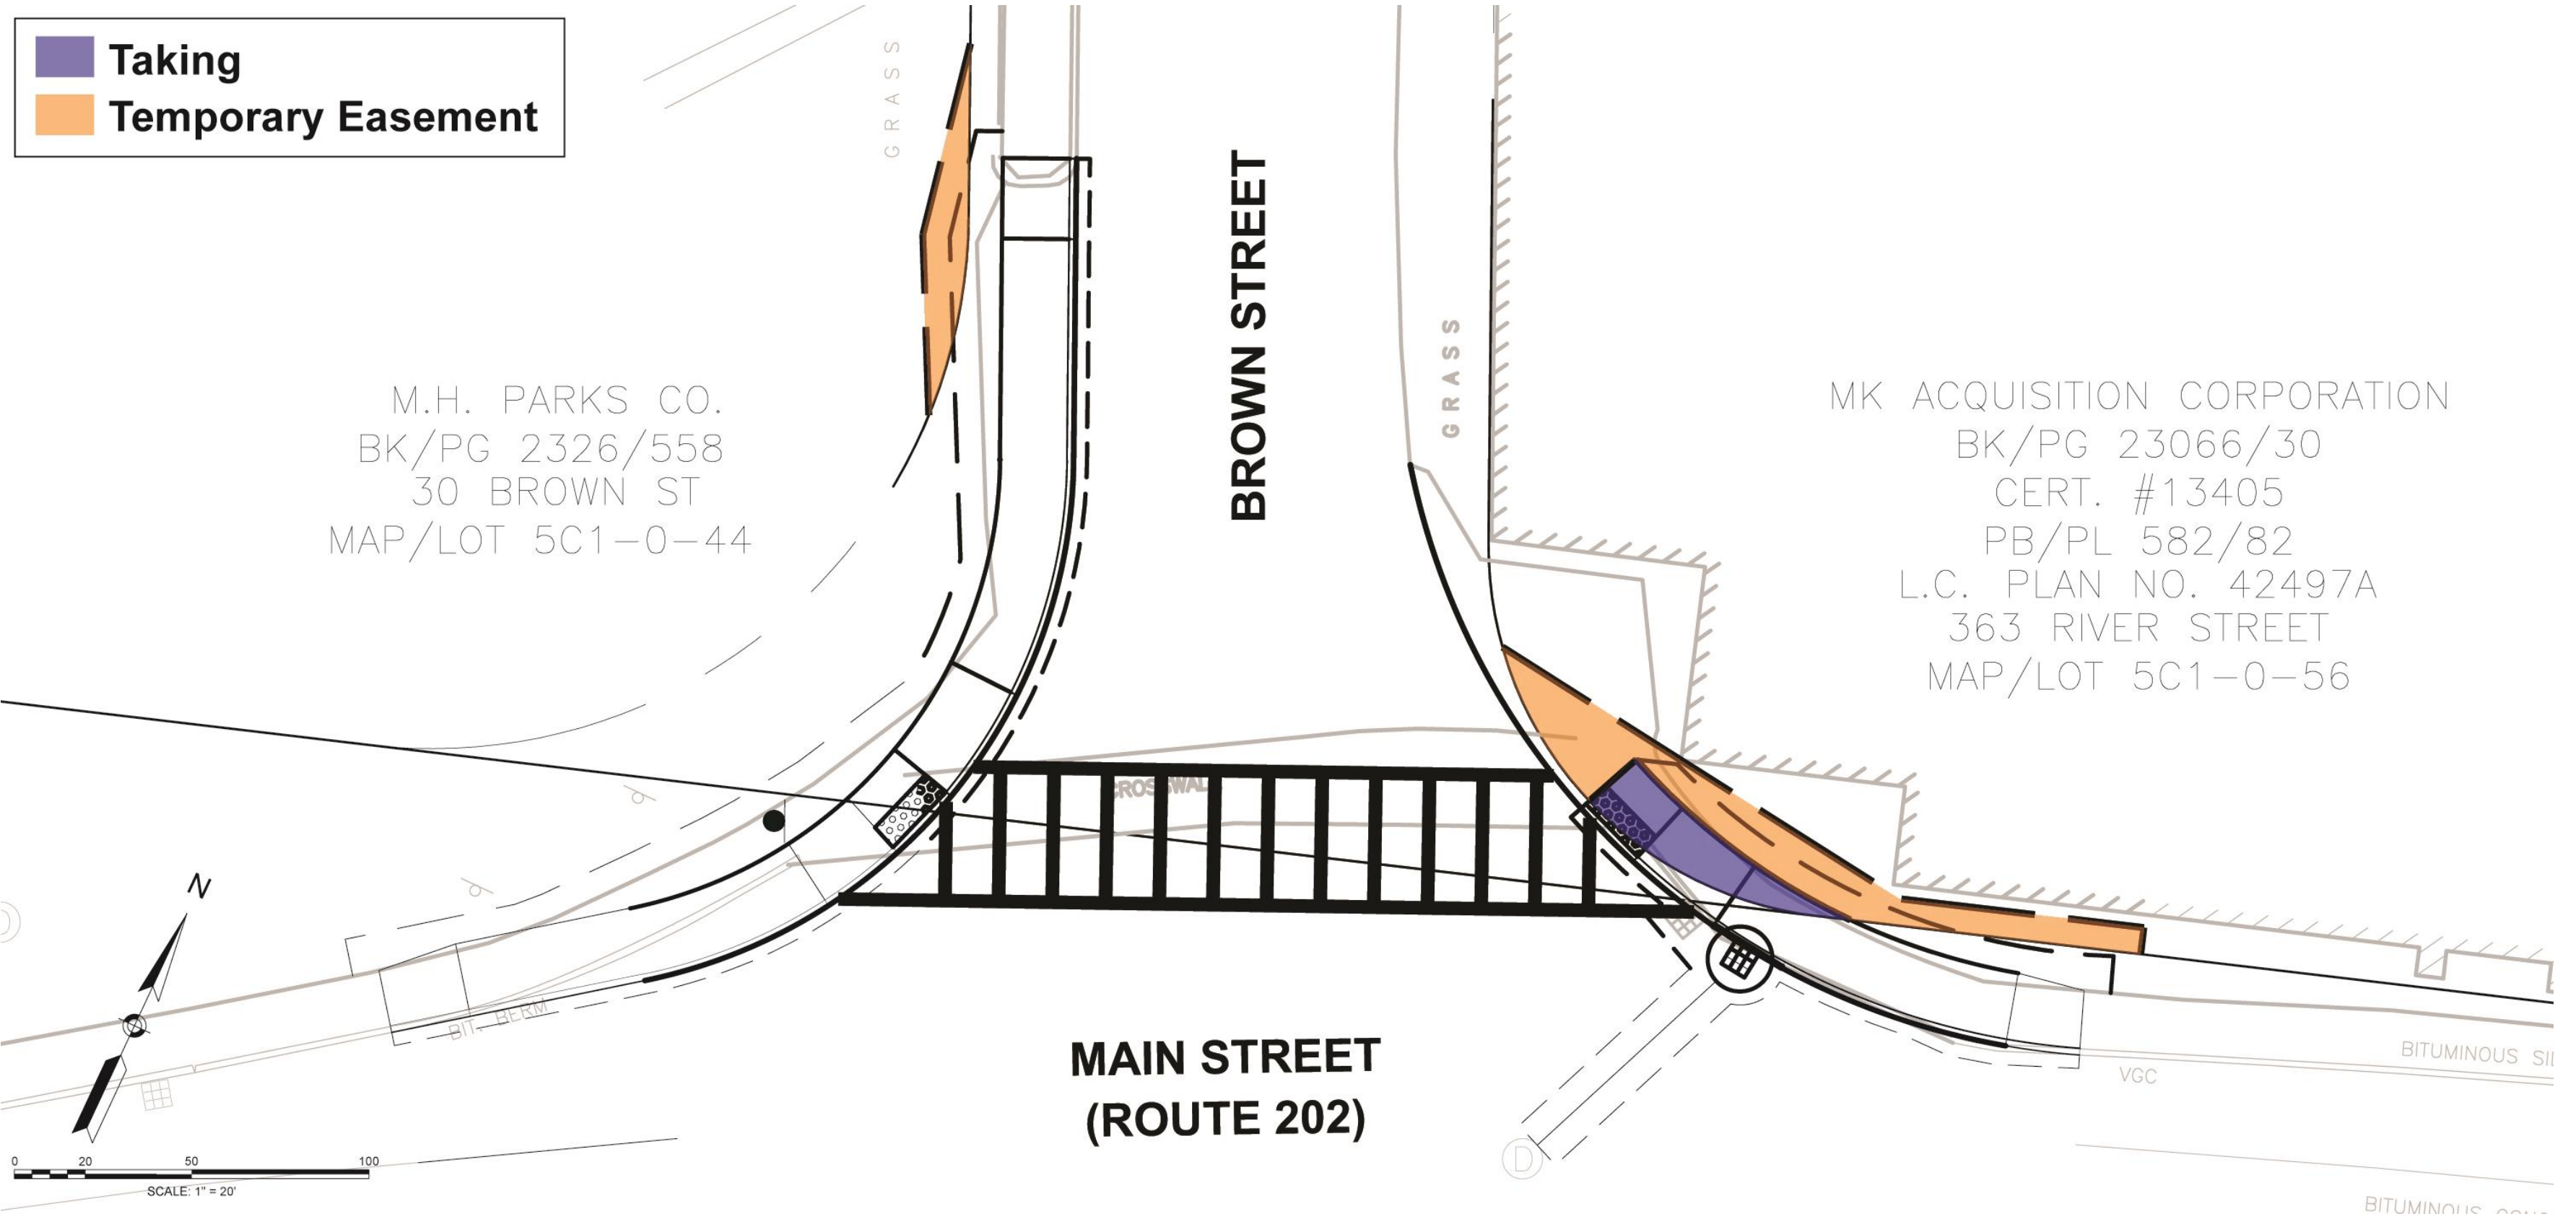 Taking
Temporary Easement
GRASS
BROWN STREET
GRASS
M.H. PARKS CO.
BK/PG 2326/558
30 BROWN ST
MAP/LOT 5C1-0-44
MK ACQUISITION CORPORATION
BK/PG 23066/30
CERT. #13405
PB/PL 582/82
L.C. PLAN NO. 42497A
363 RIVER STREET
MAP/LOT 5C1-0-56
CROSSWAL
N
BIT. BERM
MAIN STREET
(ROUTE 202)
BITUMINOUS
VGC
D
0 20 50 100
SCALE: 1" = 20'
BITUMINOUS